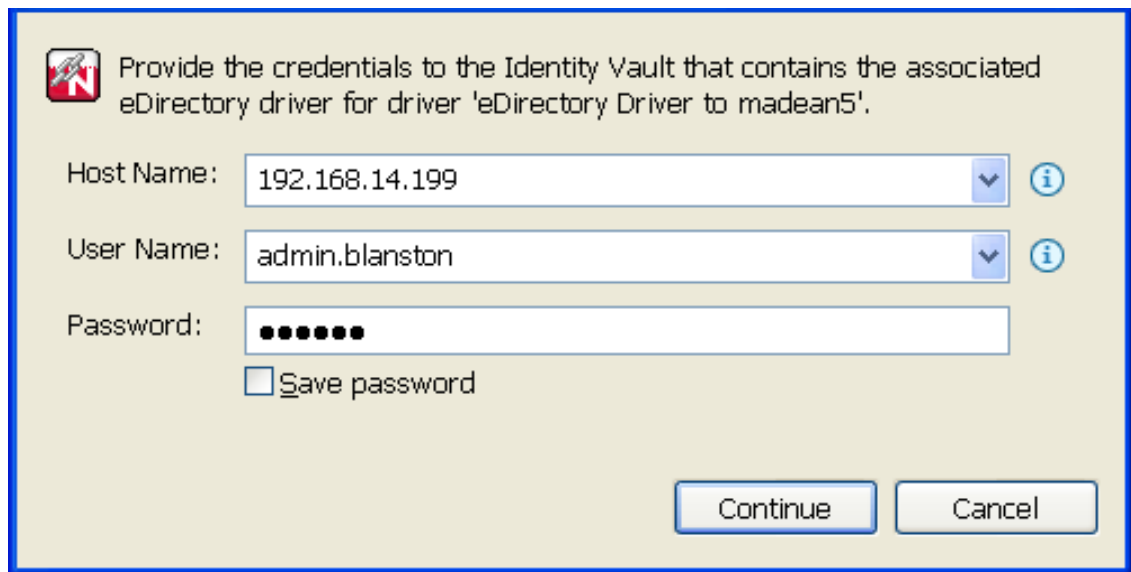 Provide the credentials to the Identity Vault that contains the associated
eDirectory driver for driver 'eDirectory Driver to madean5'.
Host Name: 192.168.14.199
User Name: admin.blanston
Password: ●●●●●●
Save password
Continue Cancel